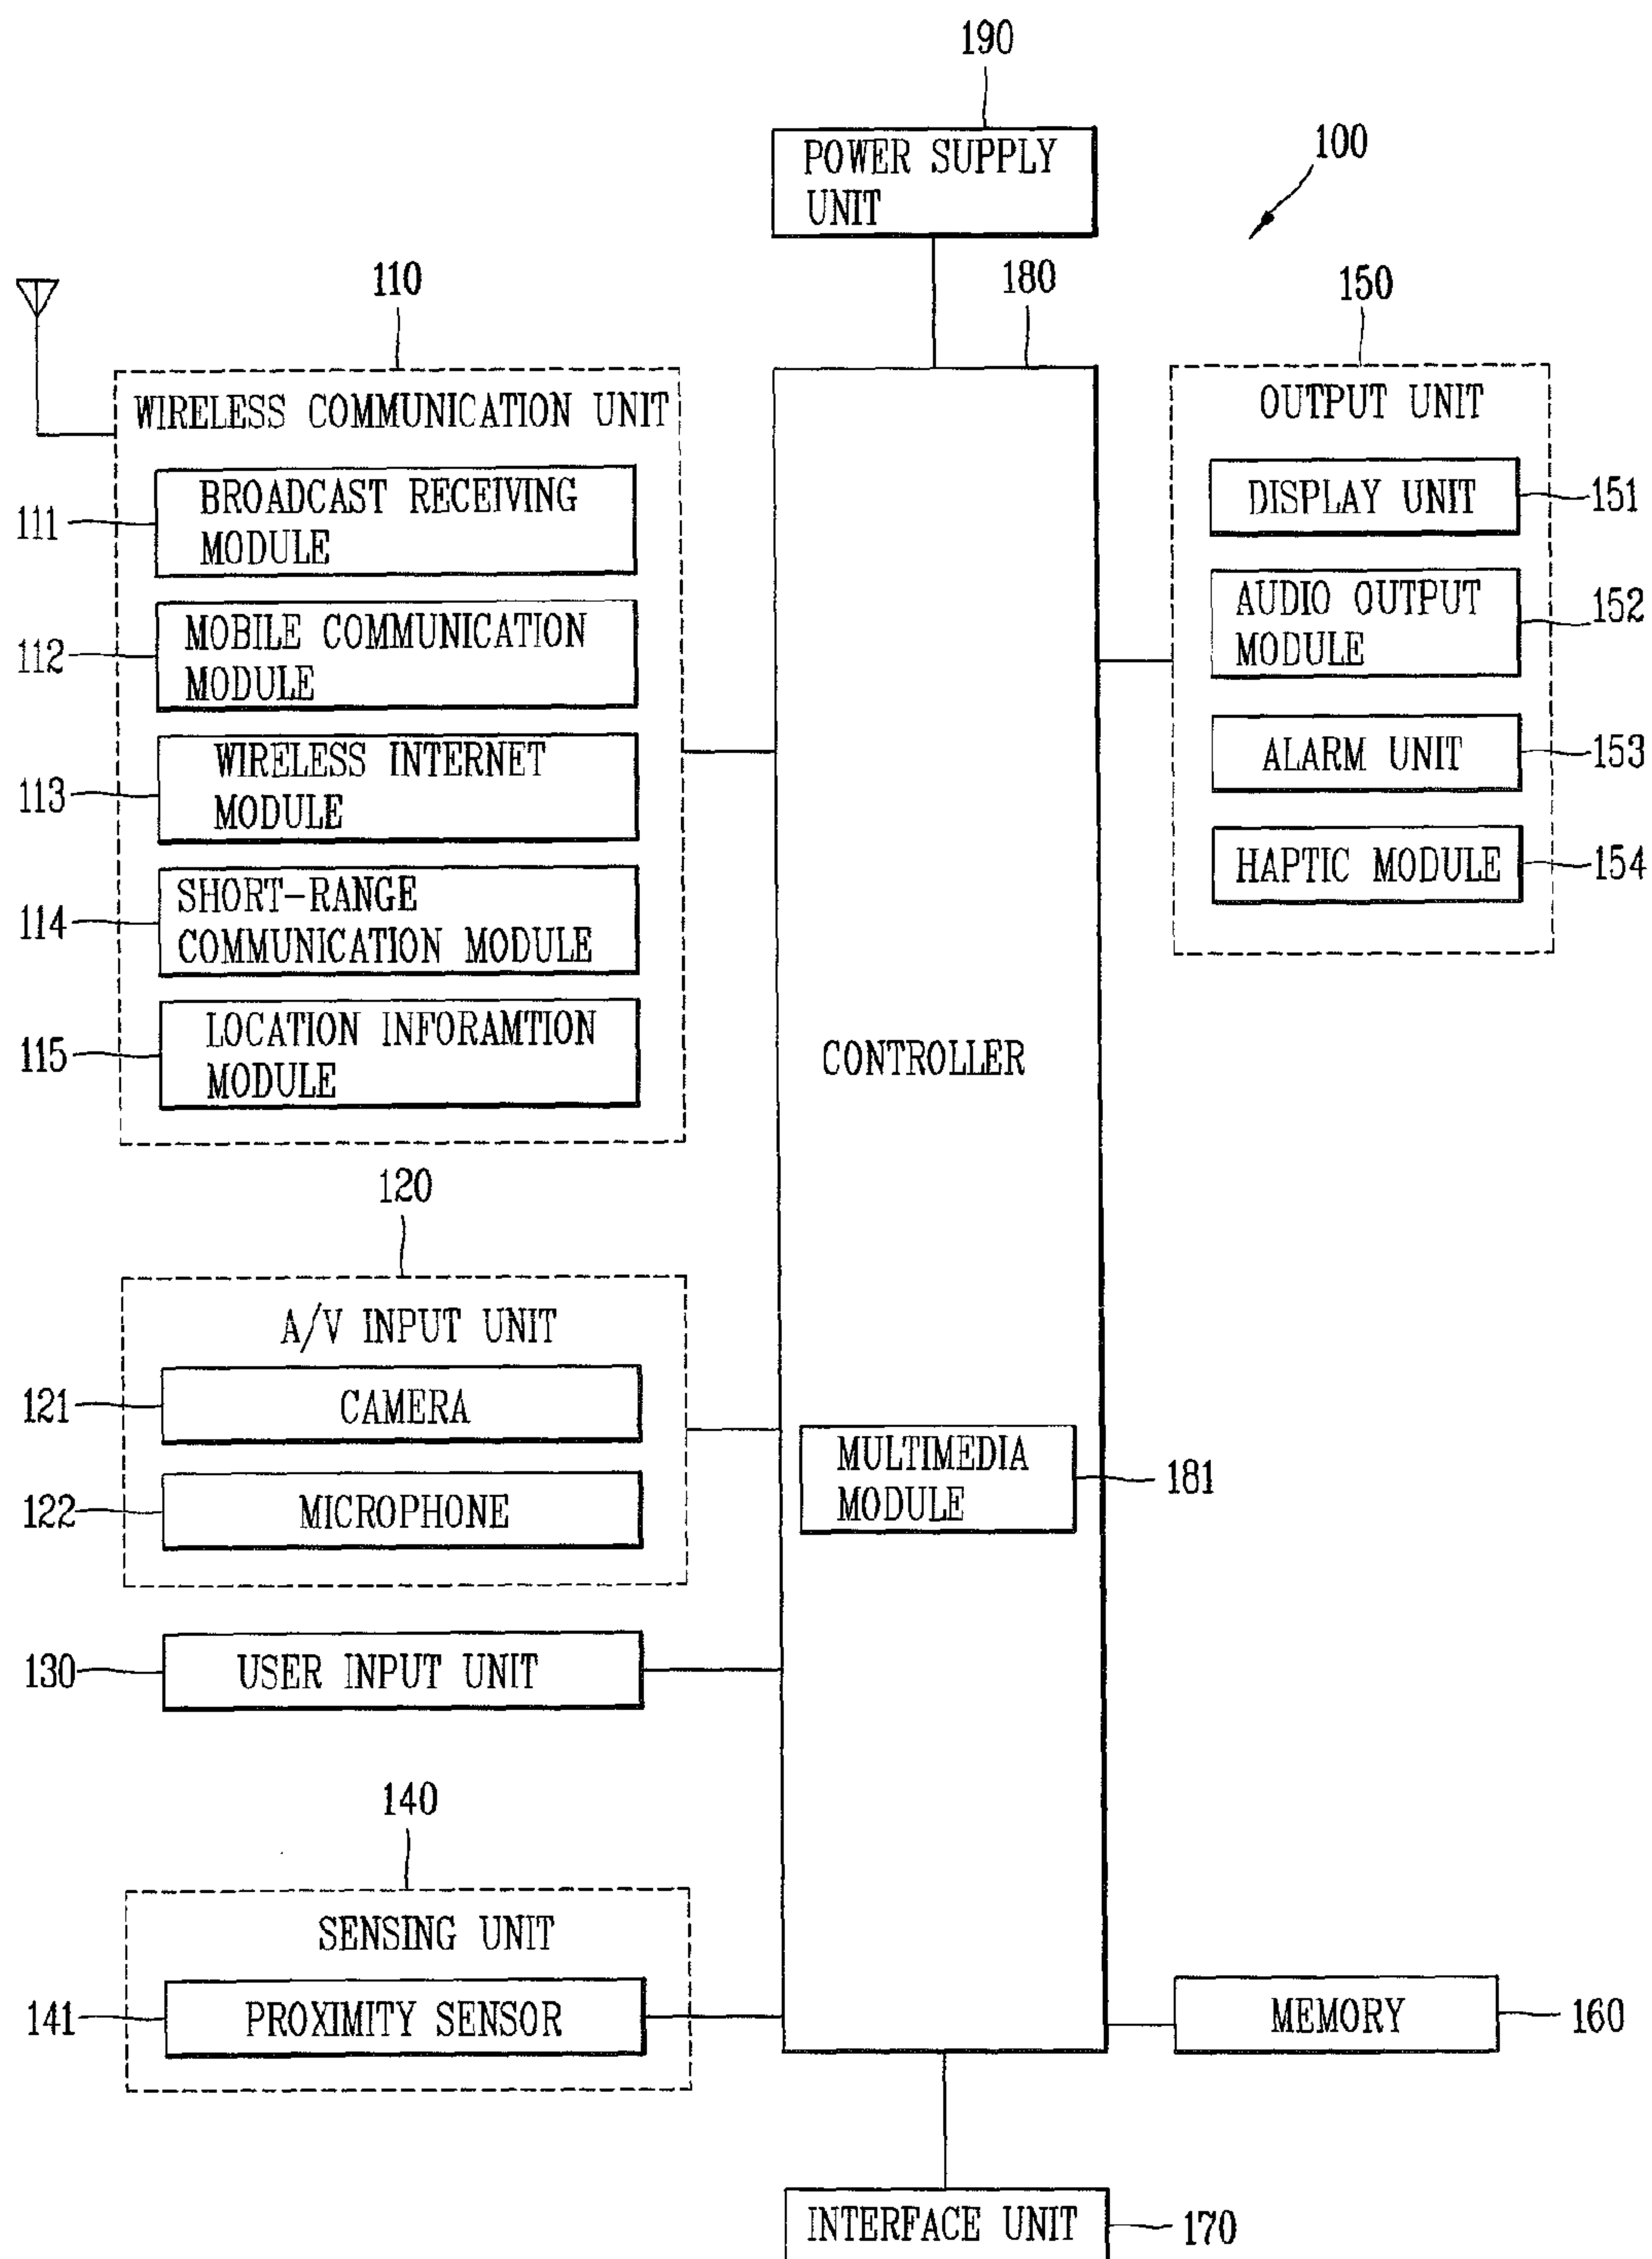 190
POWER SUPPLY
UNIT
100
110
180
150
WIRELESS COMMUNICATION UNIT
OUTPUT UNIT
111
BROADCAST RECEIVING
MODULE
DISPLAY UNIT
151
112
MOBILE COMMUNICATION
MODULE
AUDIO OUTPUT
MODULE
152
113
WIRELESS INTERNET
MODULE
ALARM UNIT
153
114
SHORT-RANGE
COMMUNICATION MODULE
HAPTIC MODULE
154
115
LOCATION INFORAMTION
MODULE
CONTROLLER
120
A/V INPUT UNIT
121
CAMERA
122
MICROPHONE
MULTIMEDIA
MODULE
181
130
USER INPUT UNIT
140
SENSING UNIT
141
PROXIMITY SENSOR
MEMORY
160
INTERFACE UNIT
170